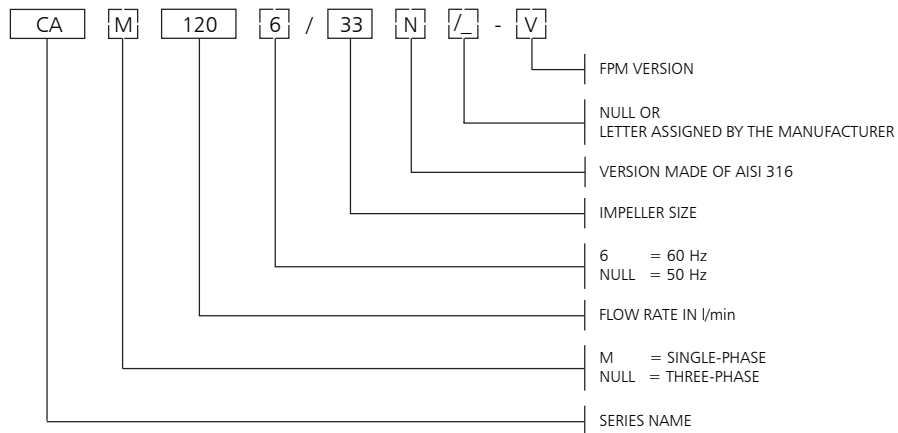 CA M 120 6 / 33 N /_ - V
FPM VERSION
NULL OR
LETTER ASSIGNED BY THE MANUFACTURER
VERSION MADE OF AISI 316
IMPELLER SIZE
6 = 60 Hz
NULL = 50 Hz
FLOW RATE IN l/min
M = SINGLE-PHASE
NULL = THREE-PHASE
SERIES NAME